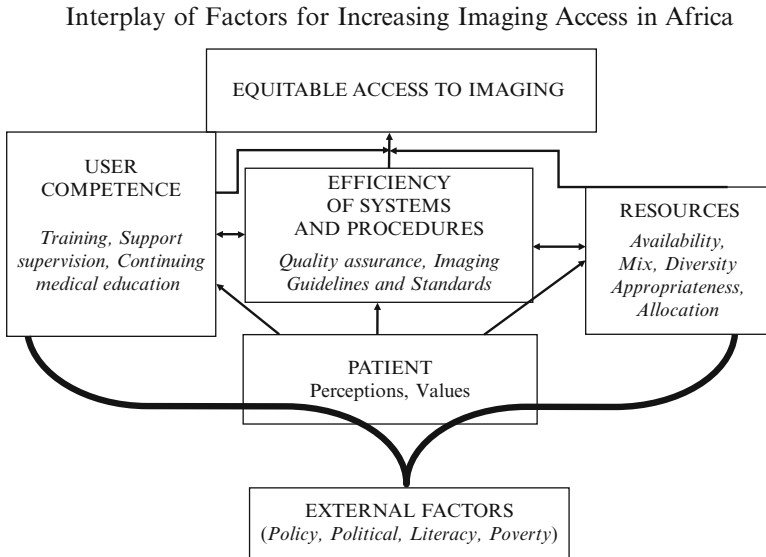 Interplay of Factors for Increasing Imaging Access in Africa
EQUITABLE ACCESS TO IMAGING
USER
COMPETENCE
Training, Support
supervision, Continuing
medical education
EFFICIENCY
OF SYSTEMS
AND PROCEDURES
Quality assurance, Imaging
Guidelines and Standards
RESOURCES
Availability,
Mix, Diversity
Appropriateness,
Allocation
PATIENT
Perceptions, Values
EXTERNAL FACTORS
(Policy, Political, Literacy, Poverty)